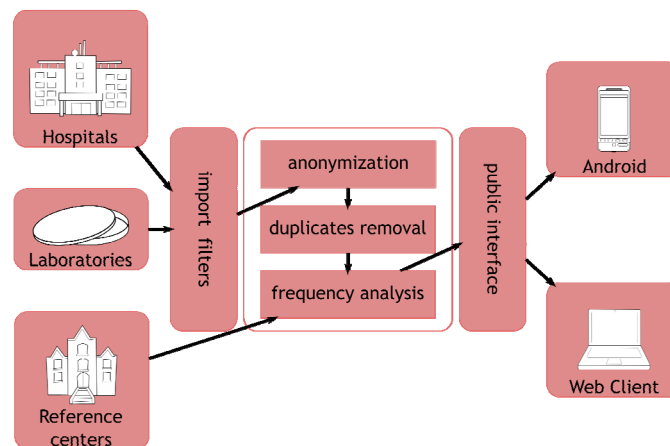 Hospitals
Laboratories
Reference
centers
import filters
anonymization
duplicates removal
frequency analysis
public interface
Android
Web Client